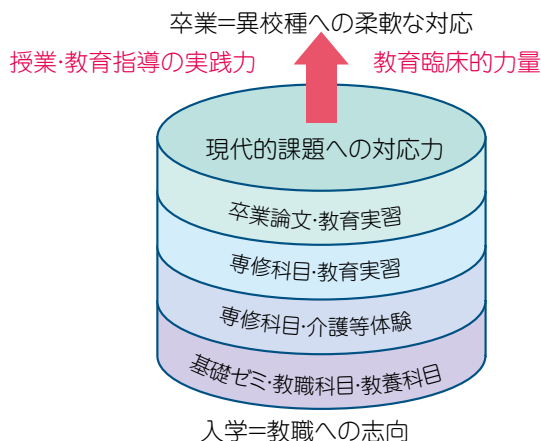 卒業=異校種への柔軟な対応
授業・教育指導の実践力
教育臨床的力量
現代的課題への対応力
卒業論文・教育実習
専修科目・教育実習
専修科目・介護等体験
基礎ゼミ・教職科目・教養科目
入学=教職への志向